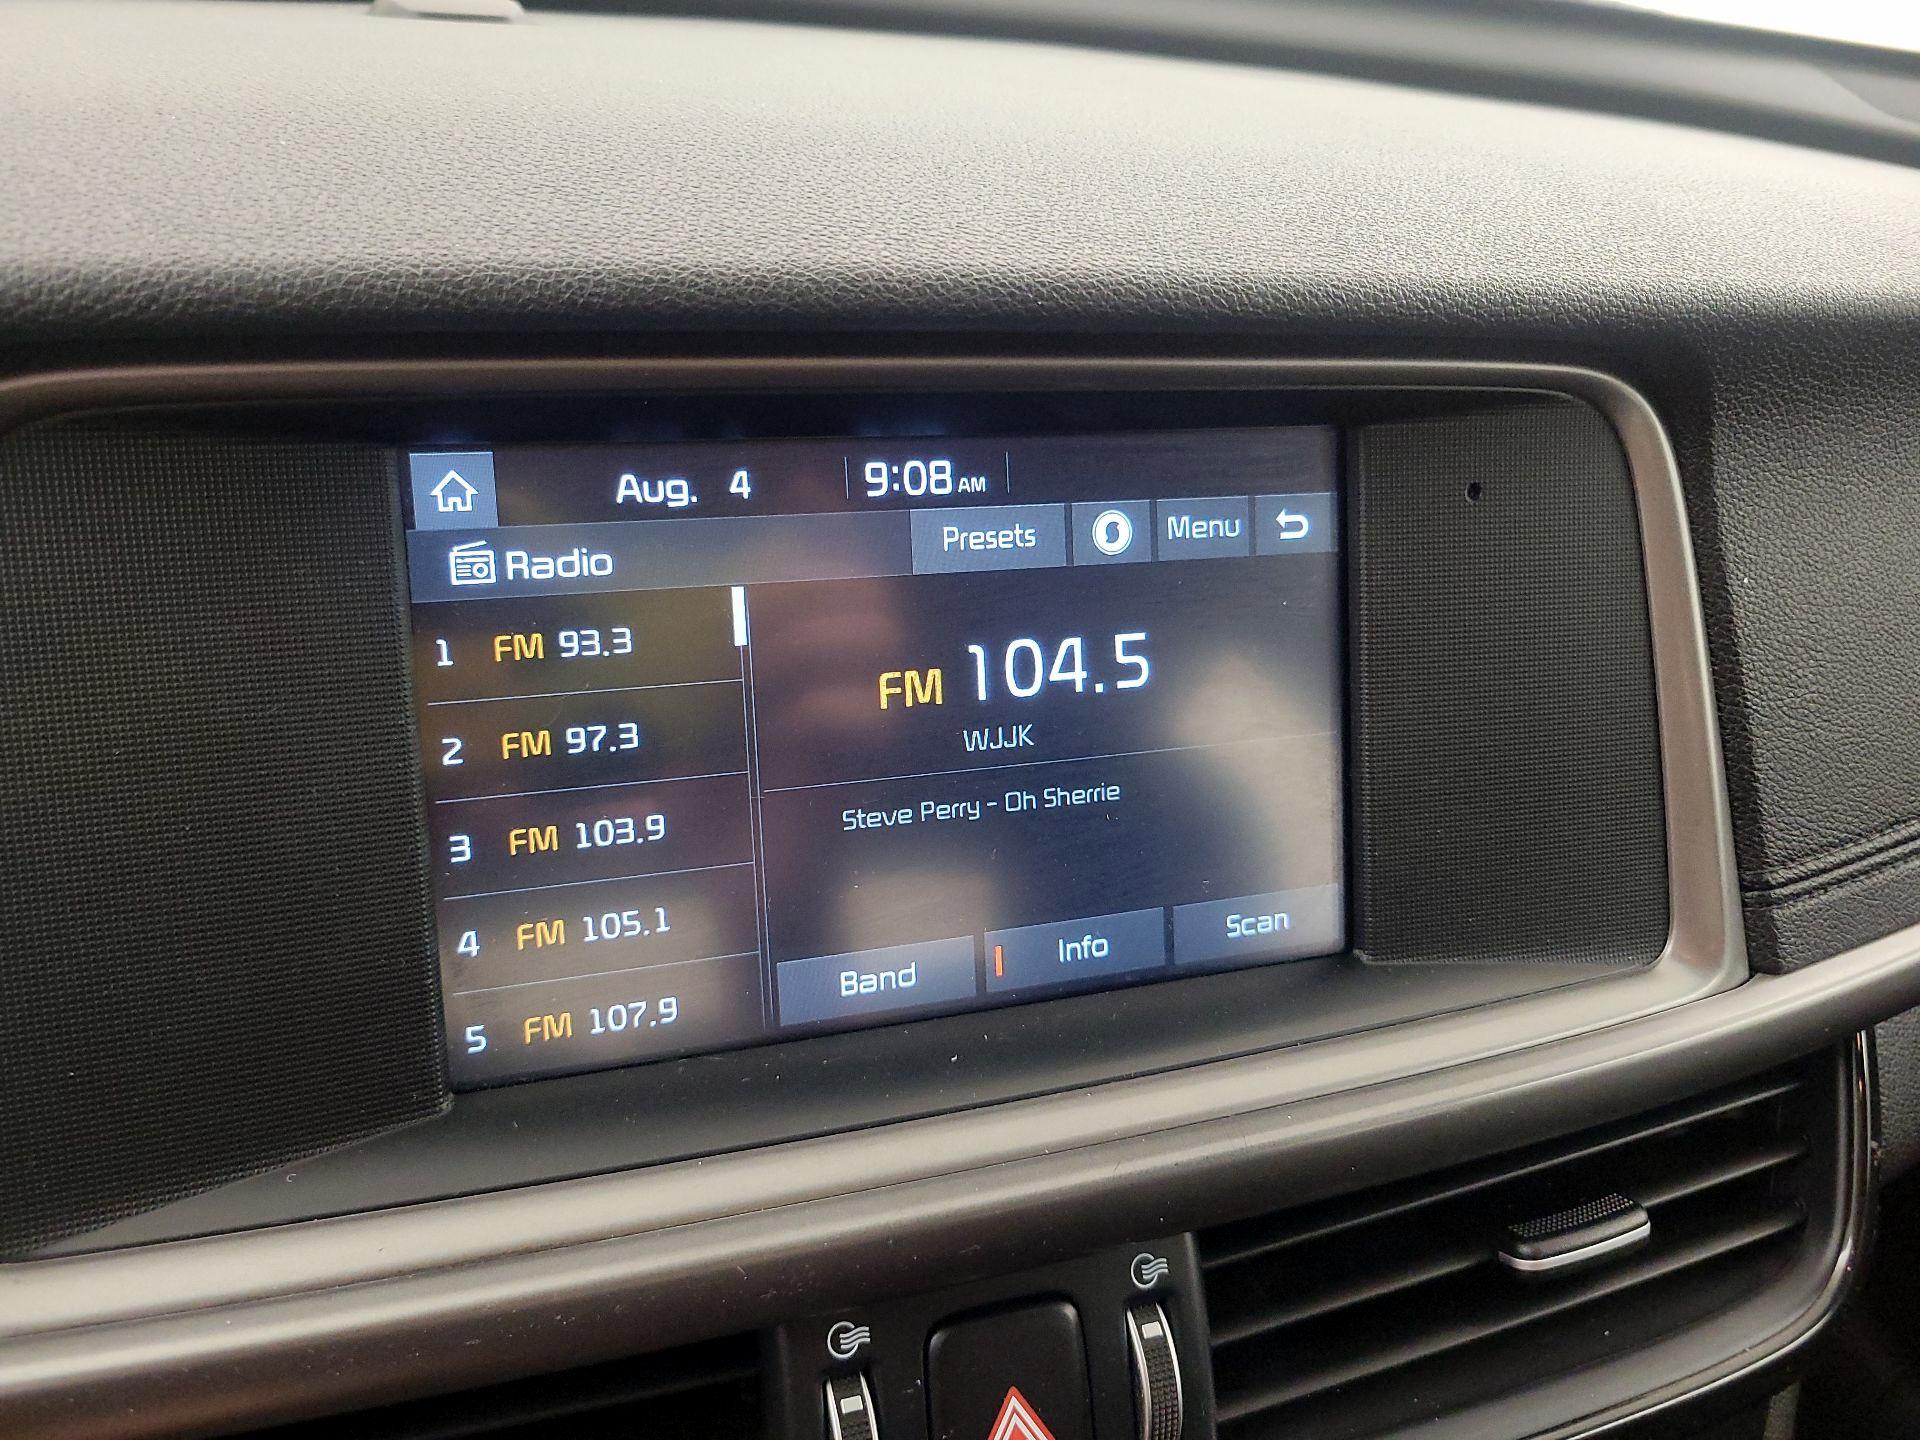 Aug. 4 9:08 AM
Radio Presets Menu
1 FM 93.3
2 FM 97.3
3 FM 103.9
4 FM 105.1
5 FM 107.9
FM 104.5
WJJK
Steve Perry - Oh Sherrie
Band Info Scan